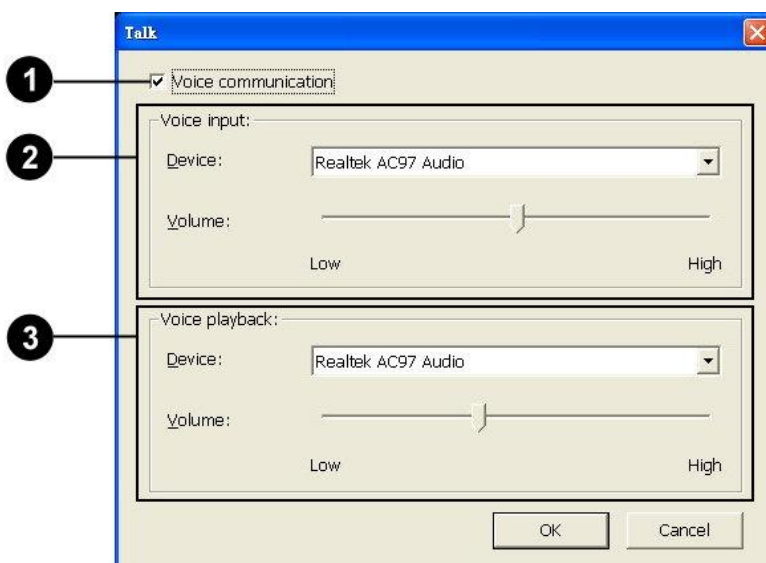 Talk
1
Voice communication
2
Voice input:
Device: Realtek AC97 Audio
Volume:
Low High
3
Voice playback:
Device: Realtek AC97 Audio
Volume:
Low High
OK Cancel